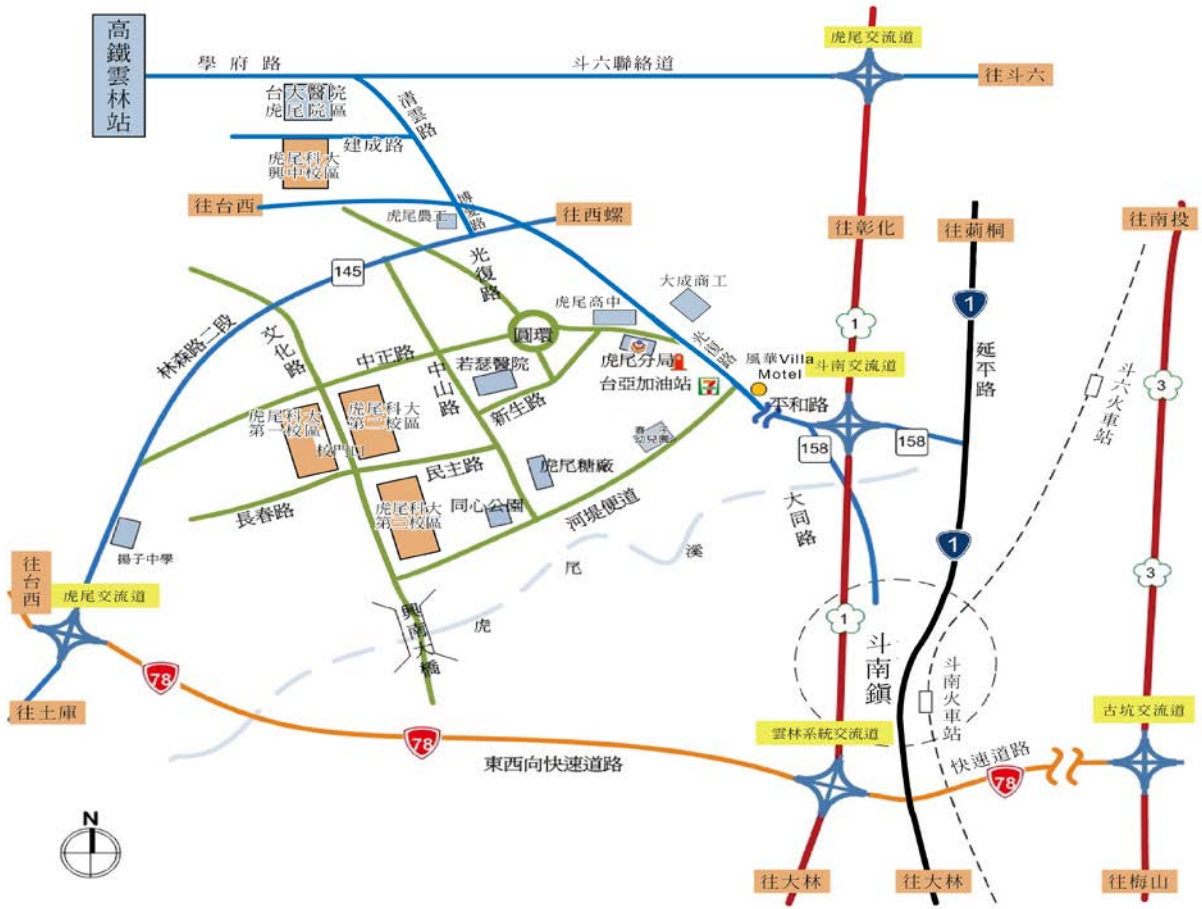 高鐵雲林站
學府路
斗六聯絡道
虎尾交流道
往斗六
台大醫院
虎尾院區
清雲路
建成路
虎尾科大
興中校區
往台西
虎尾農工
博愛路
往西螺
往彰化
往莿桐
往南投
145
光復路
大成商工
1
林森路二段
文化路
中正路
圓環
虎尾高中
中山路
若瑟醫院
虎尾分局
光復路
風華Villa
Motel
台亞加油站
7
1
斗南交流道
延平路
斗六火車站
3
平和路
新生路
虎尾科大
第一校區
校門口
虎尾科大
第二校區
158
158
民主路
虎尾糖廠
長春路
虎尾科大
第三校區
同心公園
河堤便道
大同路
揚子中學
溪
尾
虎
1
3
往台西
虎尾交流道
興南大橋
1
斗南鎮
斗南火車站
78
往土庫
78
東西向快速道路
雲林系統交流道
快速道路
78
古坑交流道
N
往大林
往大林
往梅山